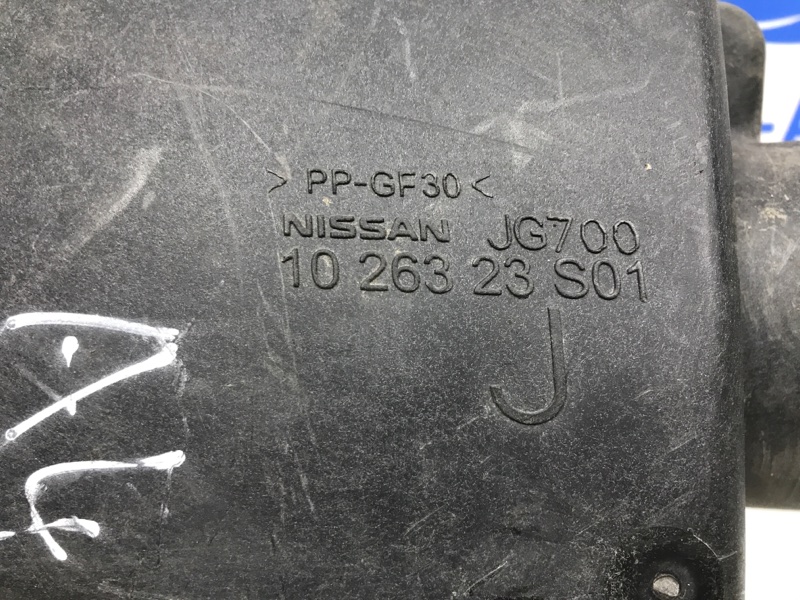 > PP-GF30 <
NISSAN JG700
10 263 23 S01
J